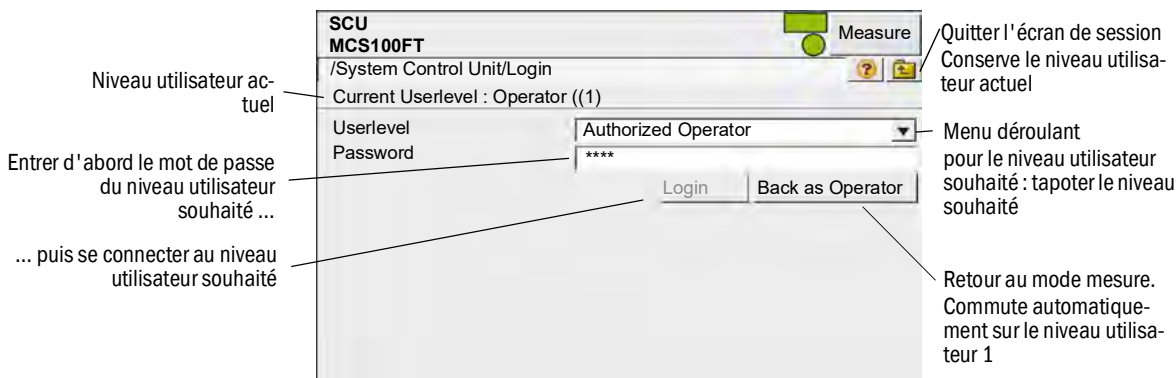 SCU
MCS100FT
Measure
/System Control Unit/Login
Current Userlevel : Operator ((1)
Userlevel
Authorized Operator
Password
****
Login
Back as Operator
Niveau utilisateur ac-
tuel
Entrer d'abord le mot de passe
du niveau utilisateur
souhaité ...
... puis se connecter au niveau
utilisateur souhaité
Quitter l'écran de session
Conserve le niveau utilisa-
teur actuel
Menu déroulant
pour le niveau utilisateur
souhaité : tapoter le niveau
souhaité
Retour au mode mesure.
Commute automatique-
ment sur le niveau utilisa-
teur 1